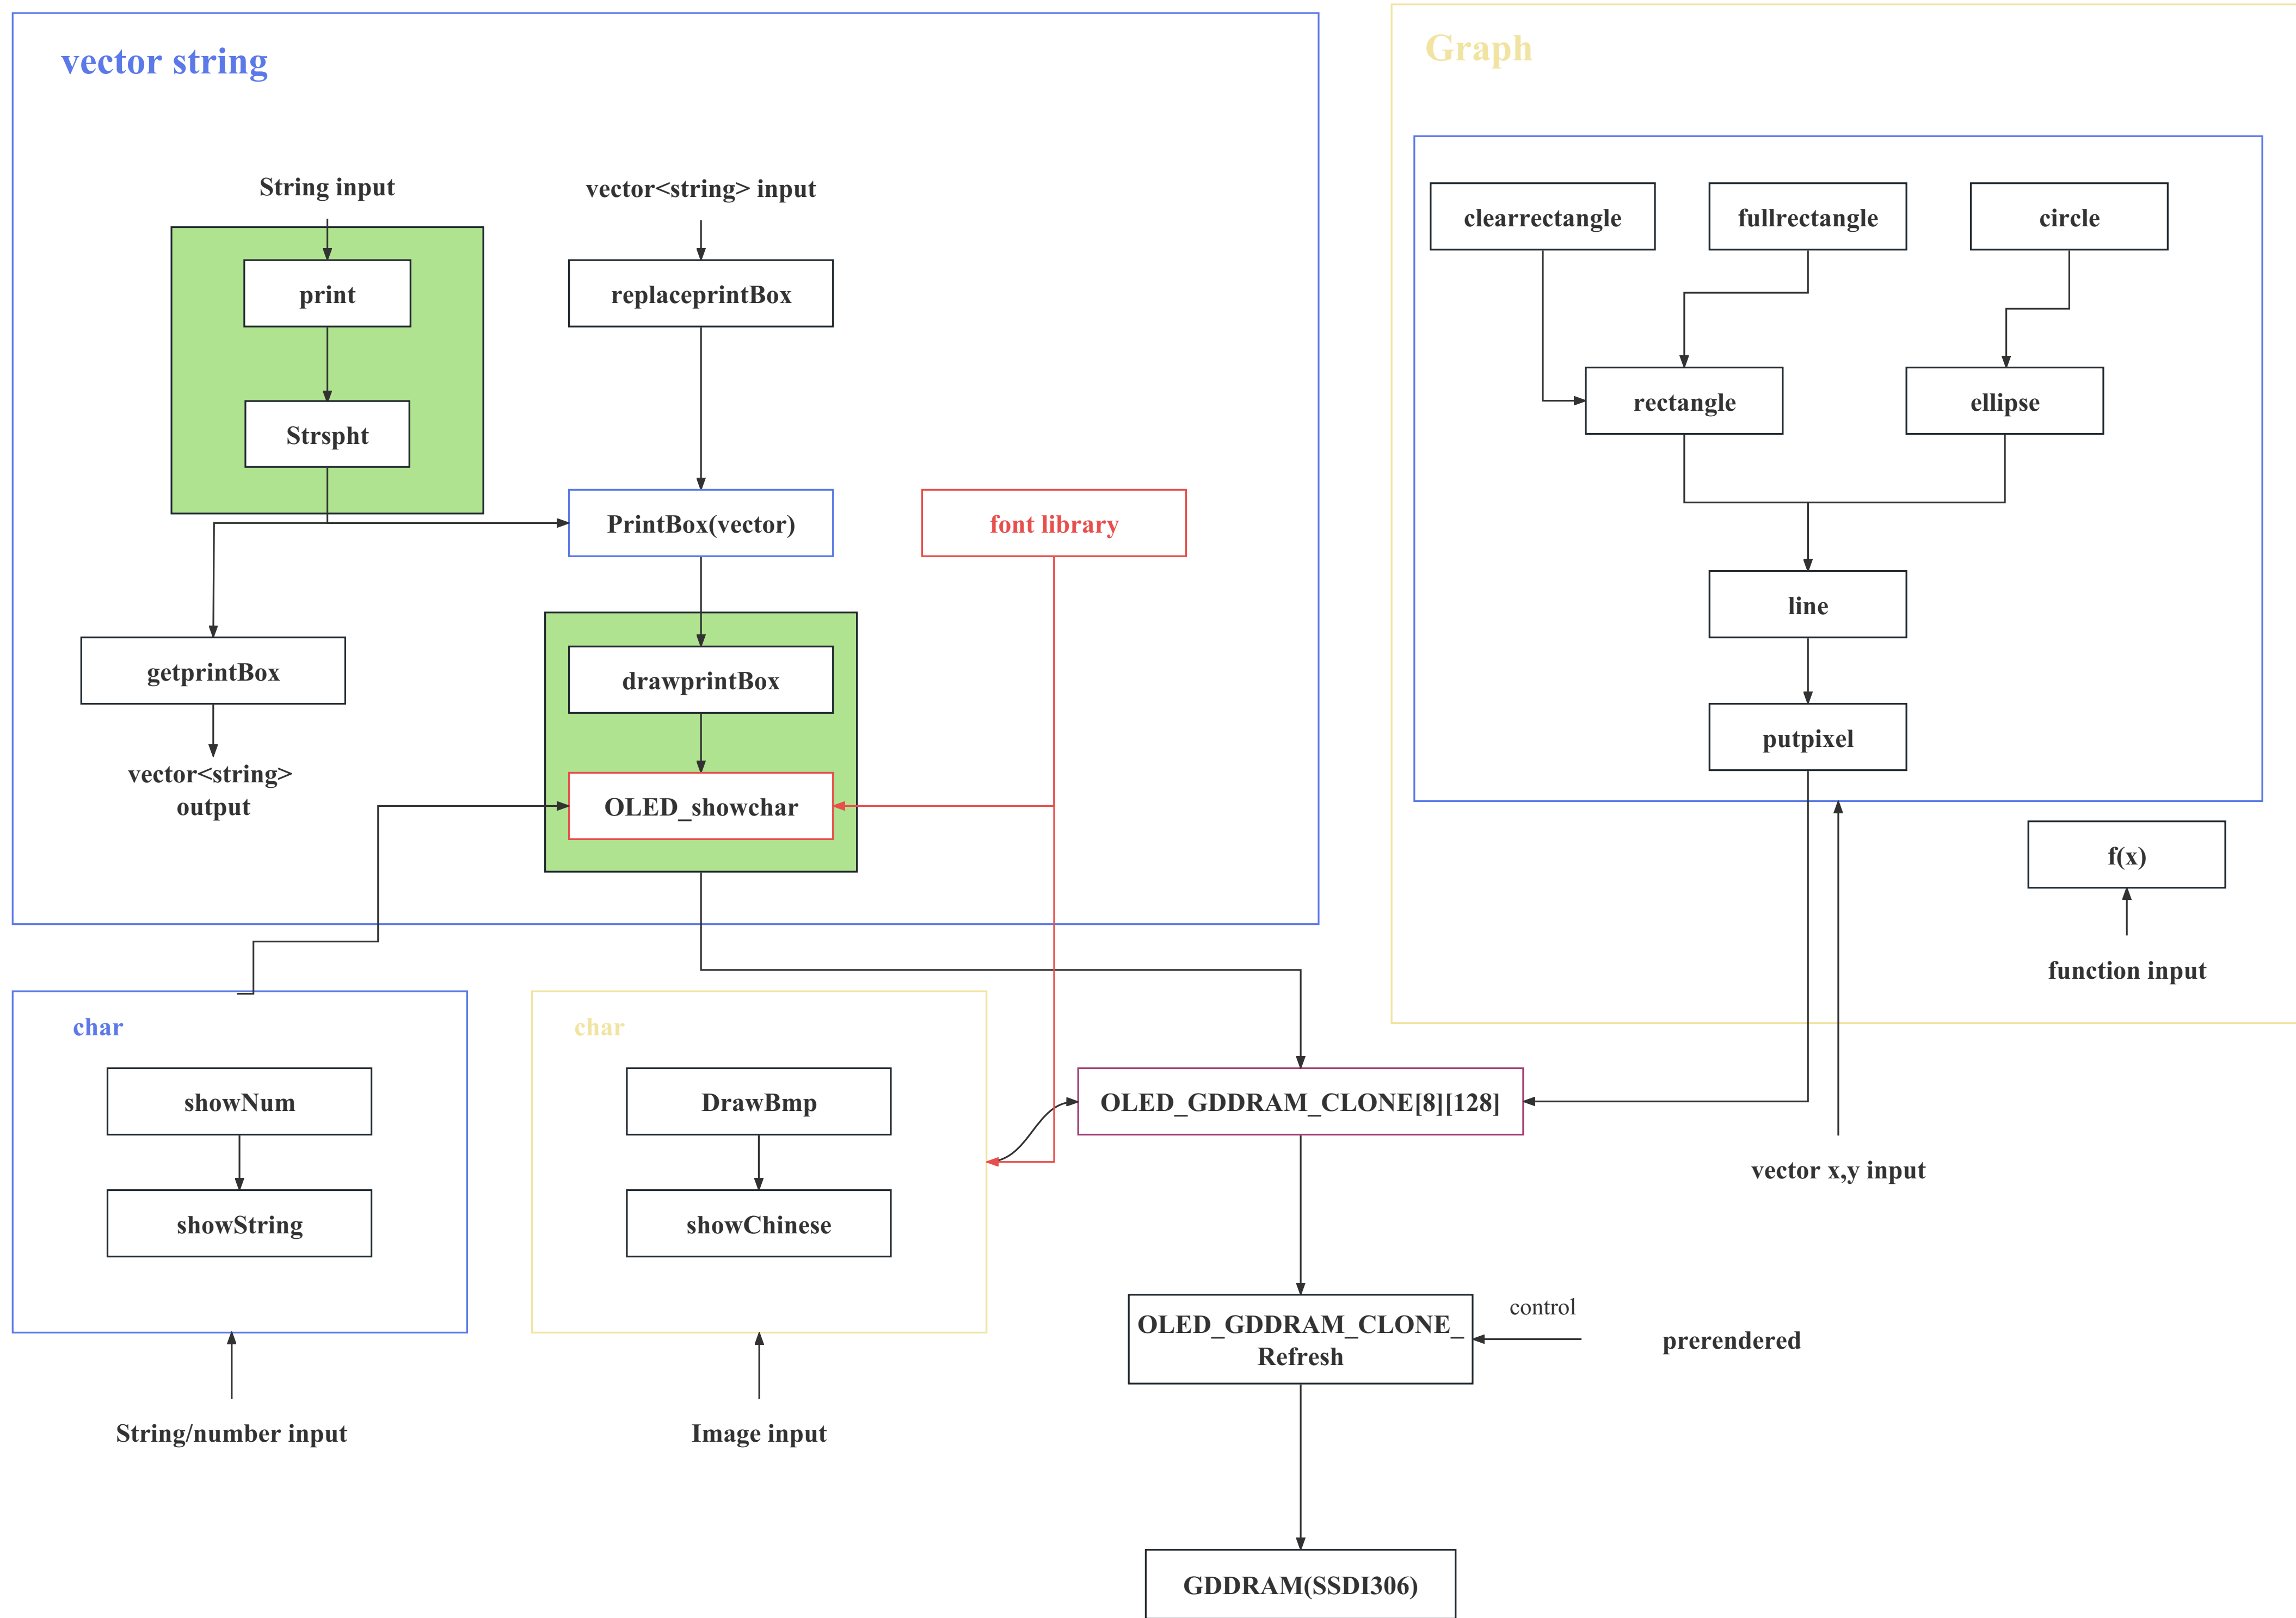 vector string
Graph
String input
vector<string> input
clearrectangle
fullrectangle
circle
print
replaceprintBox
rectangle
ellipse
Strspht
PrintBox(vector)
font library
line
getprintBox
drawprintBox
putpixel
vector<string>
output
OLED_showchar
f(x)
function input
char
char
showNum
DrawBmp
OLED_GDDRAM_CLONE[8][128]
vector x,y input
showString
showChinese
control
OLED_GDDRAM_CLONE_
Refresh
prerendered
String/number input
Image input
GDDRAM(SSDI306)